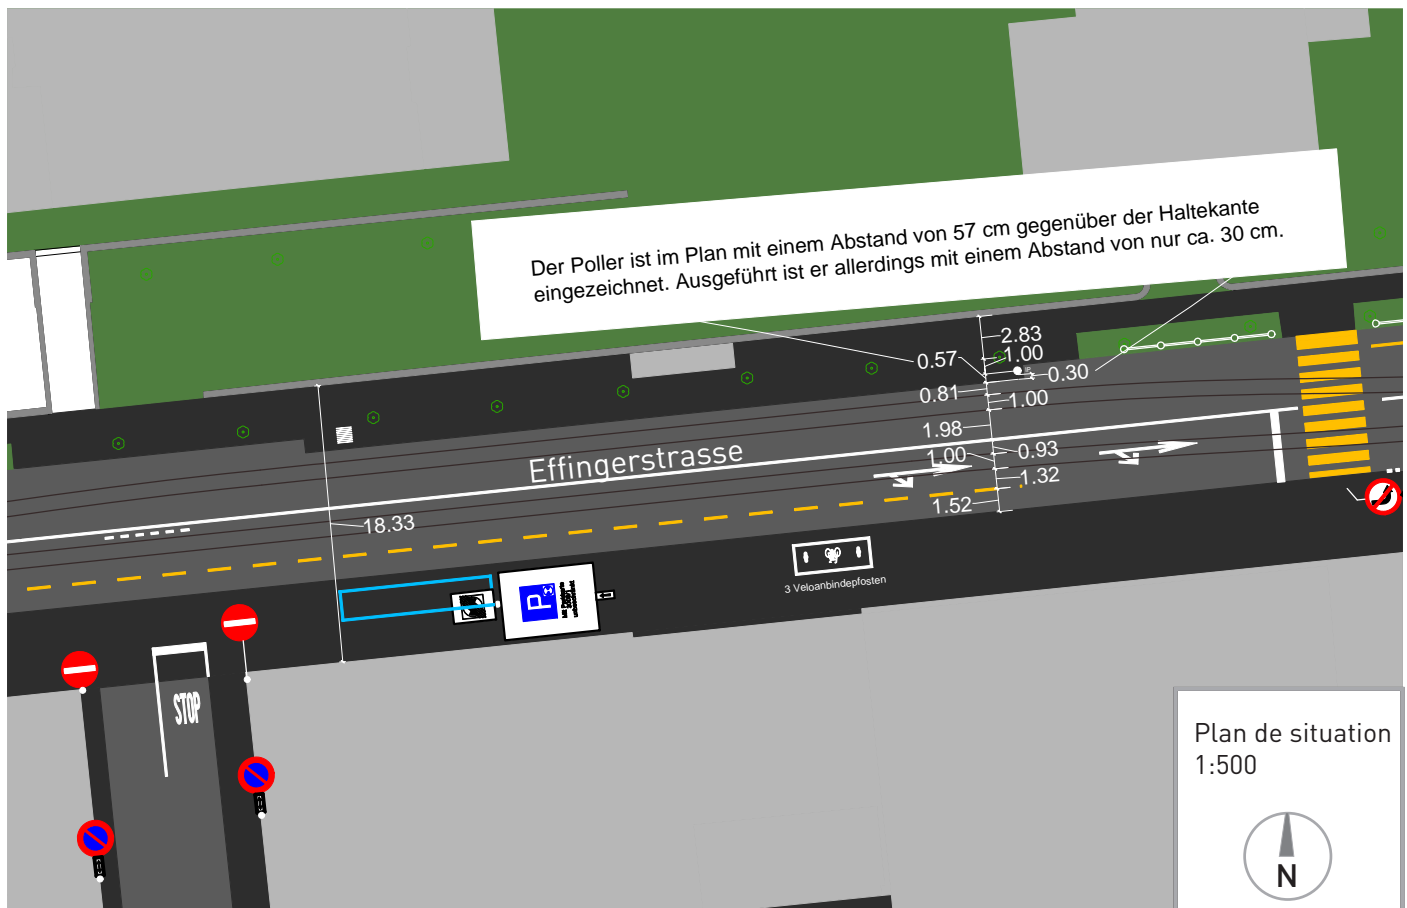 Der Poller ist im Plan mit einem Abstand von 57 cm gegenüber der Haltekante
eingezeichnet. Ausgeführt ist er allerdings mit einem Abstand von nur ca. 30 cm.
2.83
0.57
1.00
0.30
0.81
1.00
1.98
0.93
1.00
1.32
1.52
Effingerstrasse
18.33
P
3 Veloanbindepfosten
STOP
Plan de situation
1:500
N